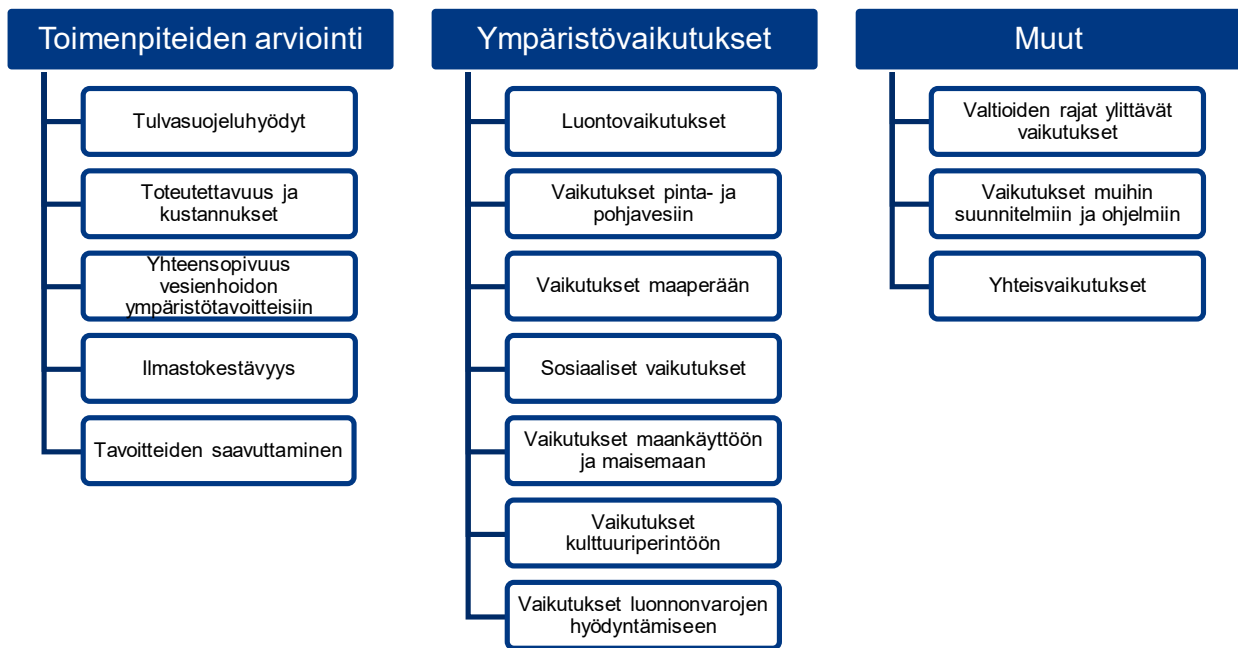 Toimenpiteiden arviointi
Tulvasuojeluhyödyt
Toteutettavuus ja
kustannukset
Yhteensopivuus
vesienhoidon
ympäristötavoitteisiin
Ilmastokestävyys
Tavoitteiden saavuttaminen
Ympäristövaikutukset
Luontovaikutukset
Vaikutukset pinta- ja
pohjavesiin
Vaikutukset maaperään
Sosiaaliset vaikutukset
Vaikutukset maankäyttöön
ja maisemaan
Vaikutukset
kulttuuriperintöön
Vaikutukset luonnonvarojen
hyödyntämiseen
Muut
Valtioiden rajat ylittävät
vaikutukset
Vaikutukset muihin
suunnitelmiin ja ohjelmiin
Yhteisvaikutukset